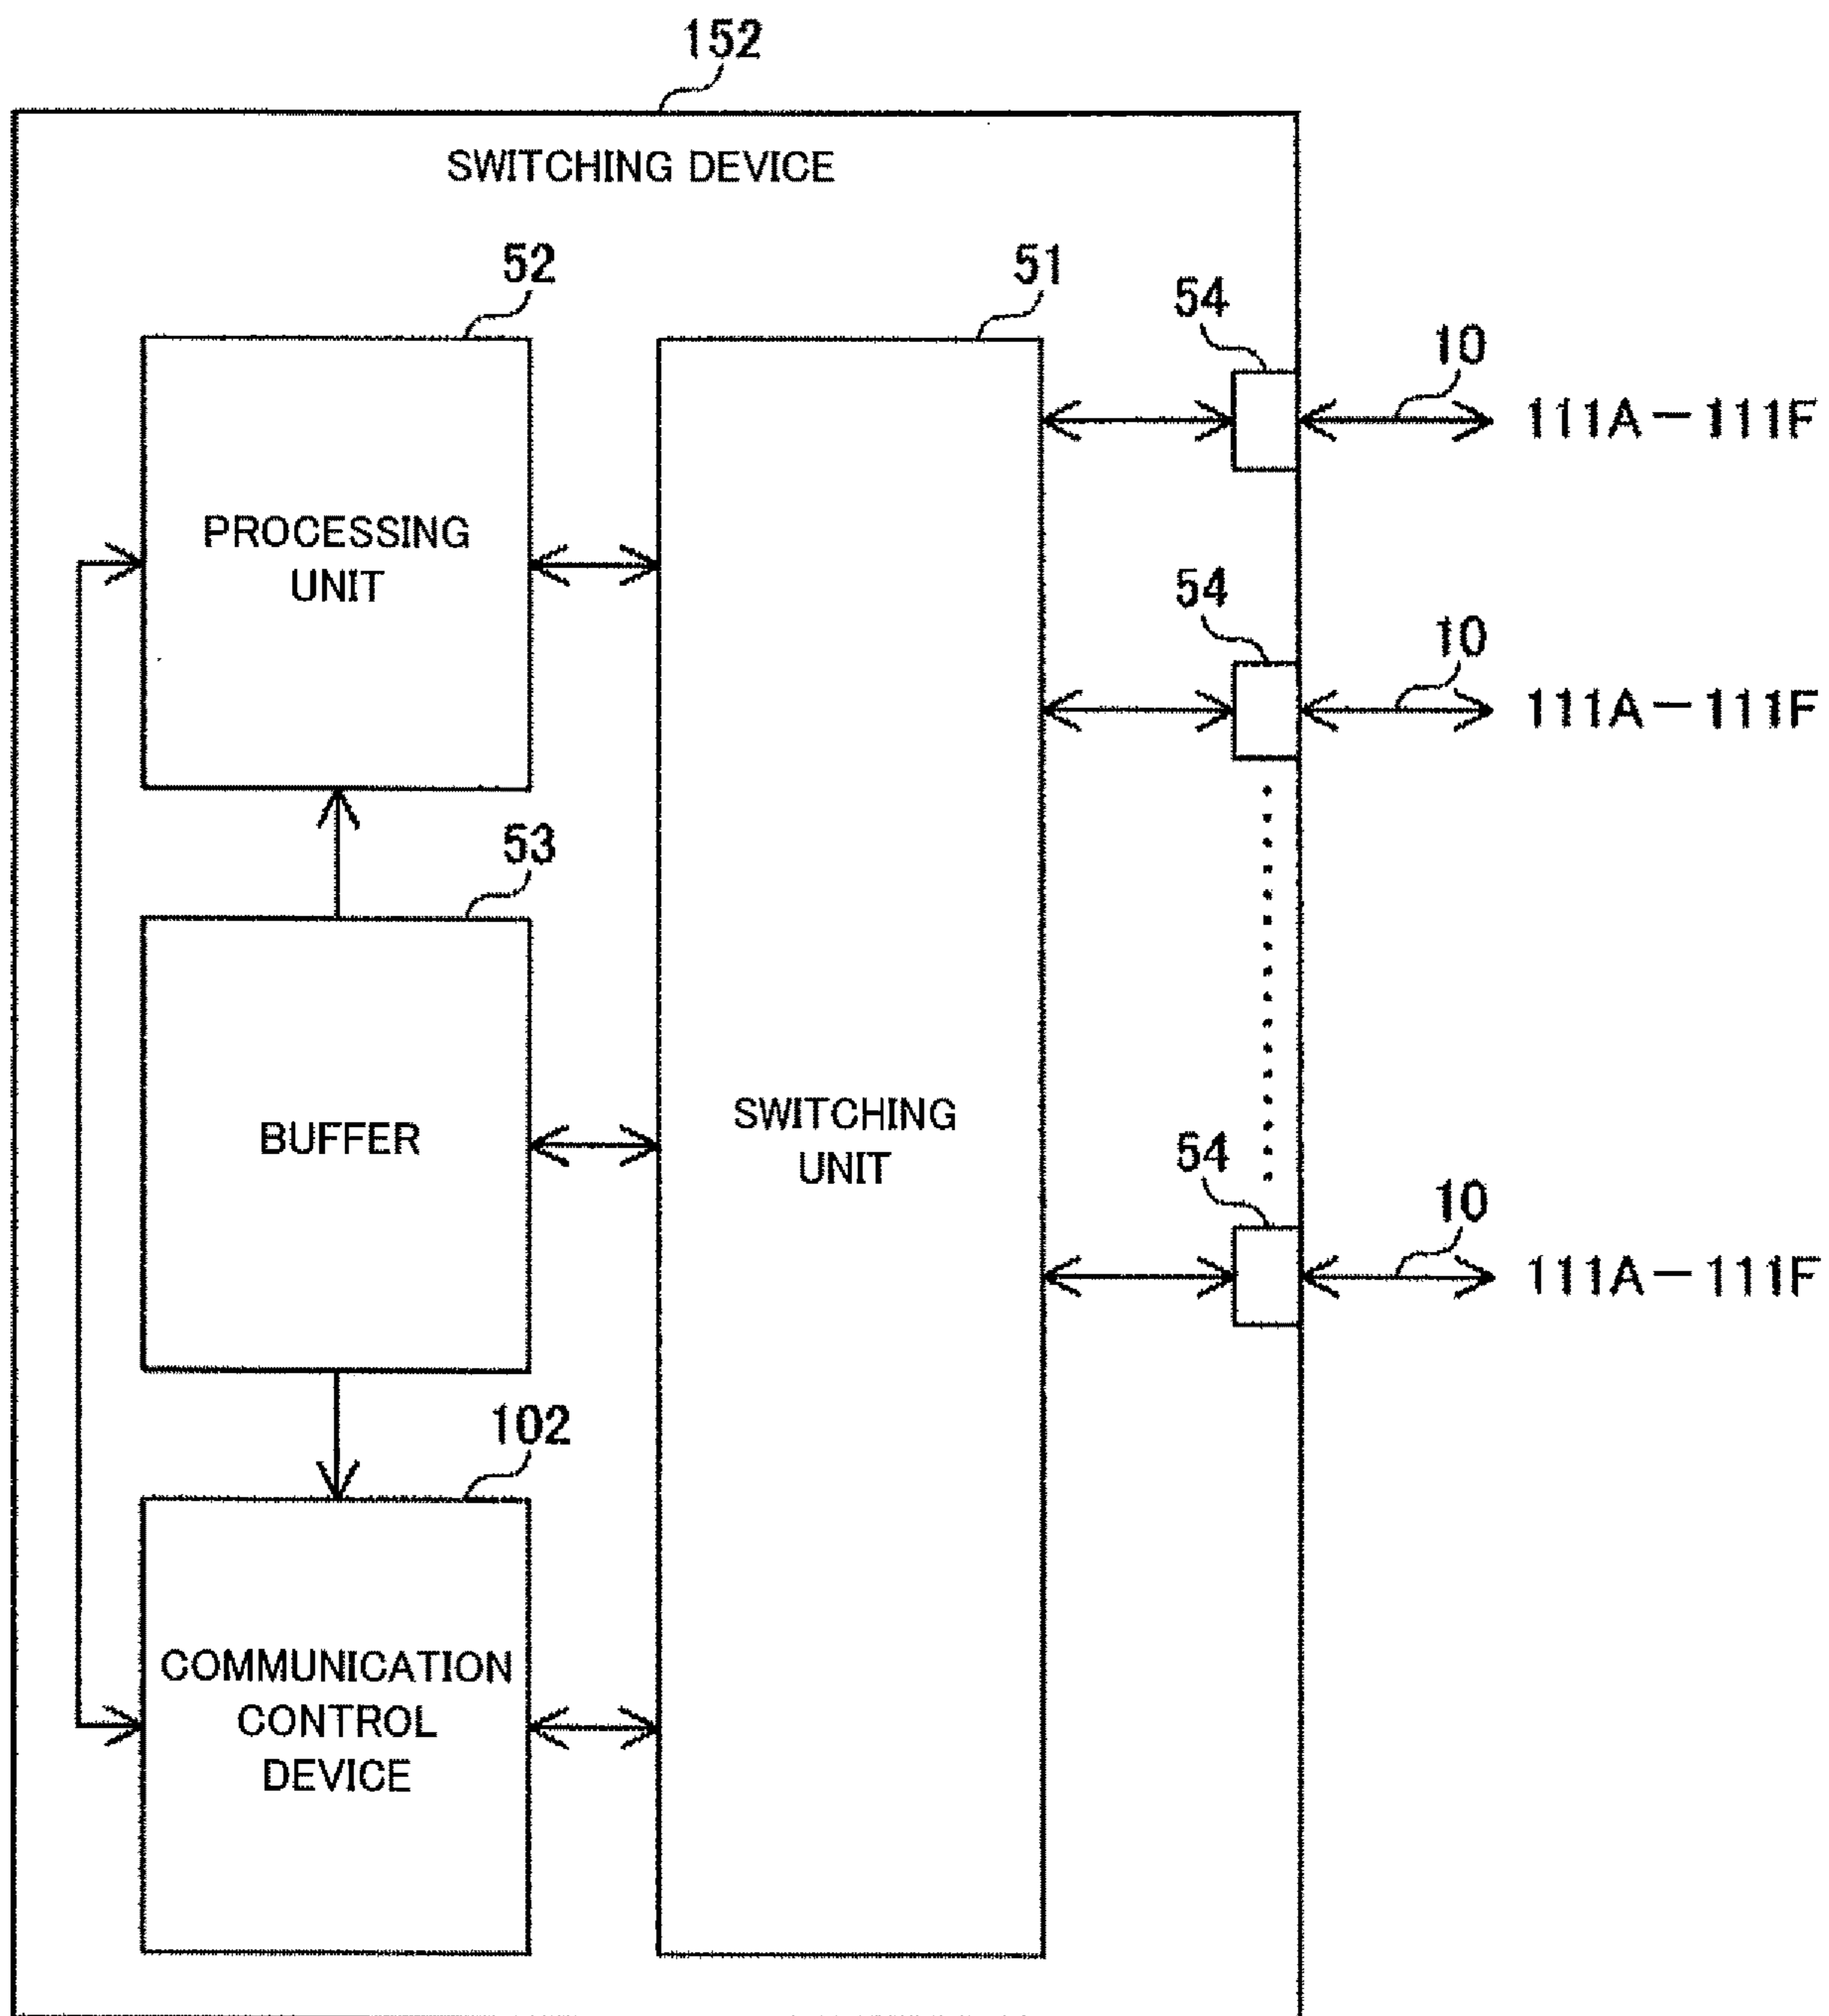 152
SWITCHING DEVICE
52
51
54
10
111A-111F
PROCESSING
UNIT
54
10
111A-111F
53
BUFFER
SWITCHING
UNIT
54
10
111A-111F
102
COMMUNICATION
CONTROL
DEVICE